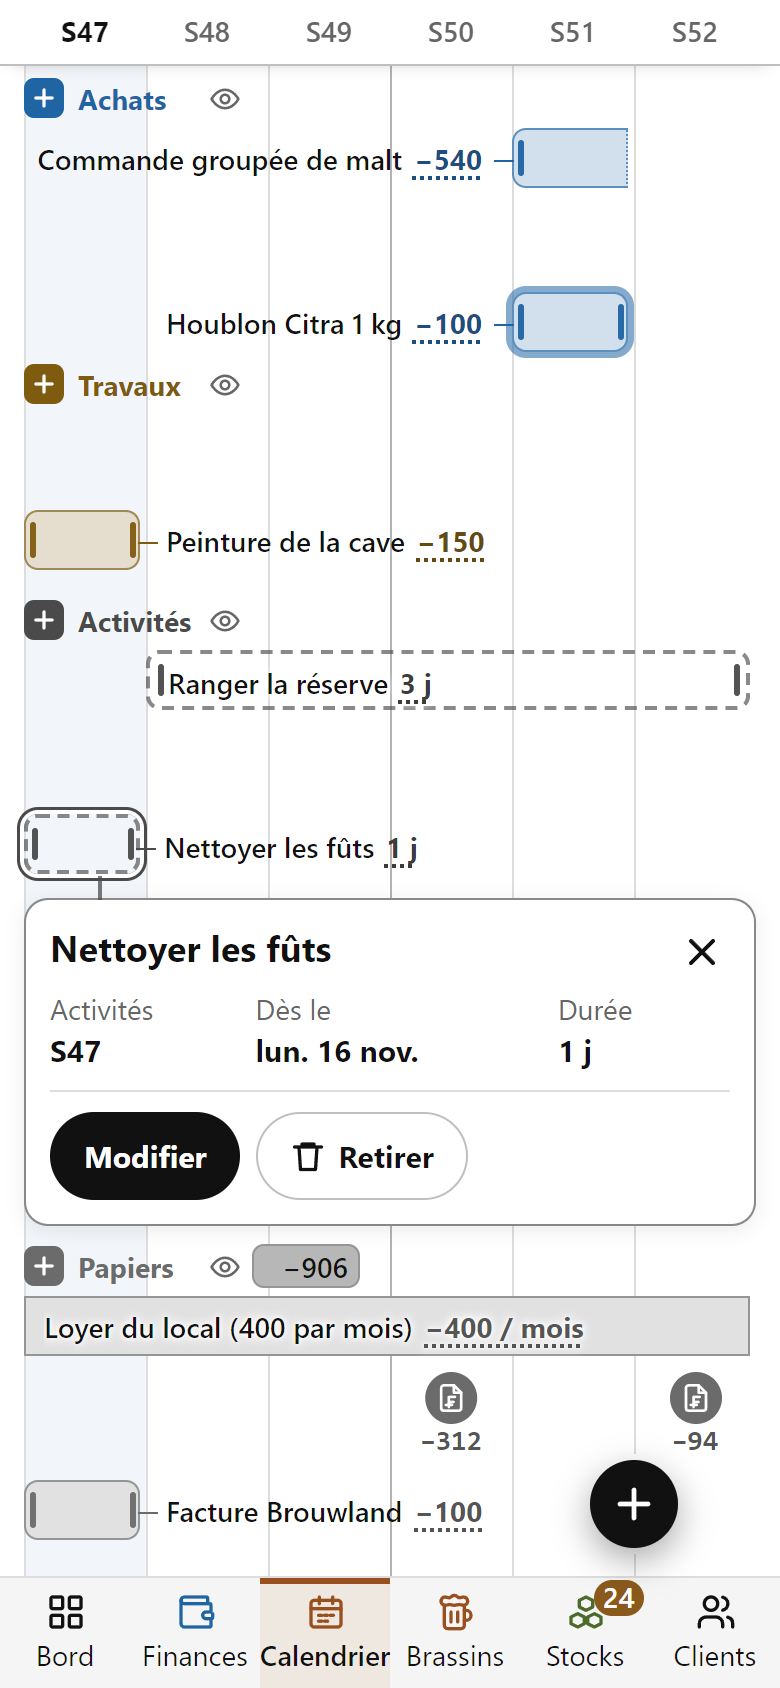 S47 S48 S49 S50 S51 S52
Achats
Commande groupée de malt −540
Houblon Citra 1 kg −100
Travaux
Peinture de la cave −150
Activités
Ranger la réserve 3 j
Nettoyer les fûts 1 j
Nettoyer les fûts
Activités Dès le Durée
S47 lun. 16 nov. 1 j
Modifier Retirer
Papiers −906
Loyer du local (400 par mois) −400 / mois
−312 −94
Facture Brouwland −100
24
Bord Finances Calendrier Brassins Stocks Clients